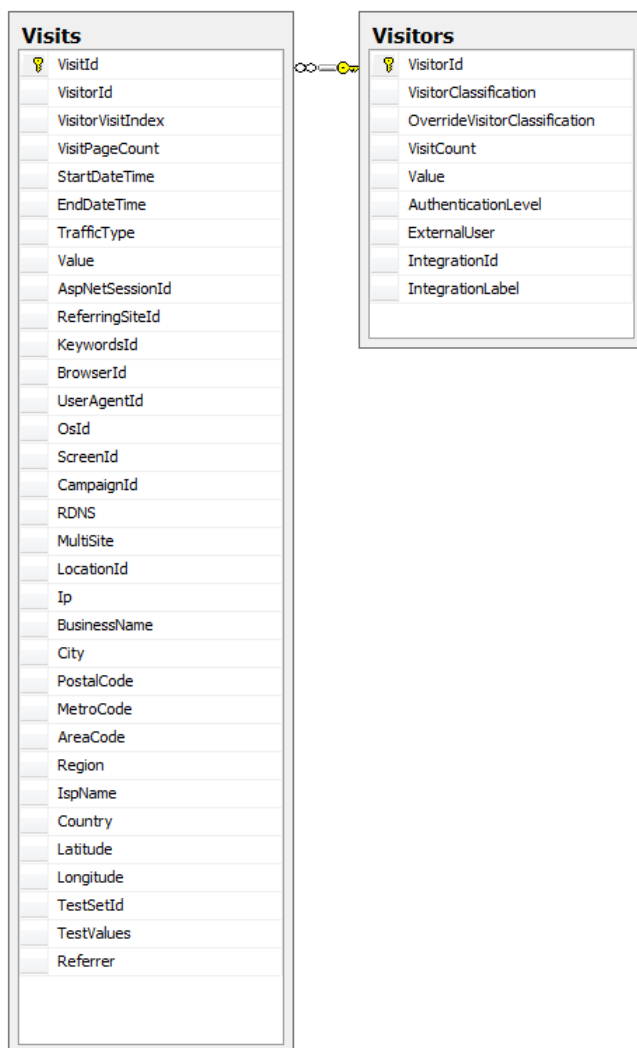 Visits
VisitId
VisitorId
VisitorVisitIndex
VisitPageCount
StartDateTime
EndDateTime
TrafficType
Value
AspNetSessionId
ReferringSiteId
KeywordsId
BrowserId
UserAgentId
OsId
ScreenId
CampaignId
RDNS
MultiSite
LocationId
Ip
BusinessName
City
PostalCode
MetroCode
AreaCode
Region
IspName
Country
Latitude
Longitude
TestSetId
TestValues
Referrer
Visitors
VisitorId
VisitorClassification
OverrideVisitorClassification
VisitCount
Value
AuthenticationLevel
ExternalUser
IntegrationId
IntegrationLabel